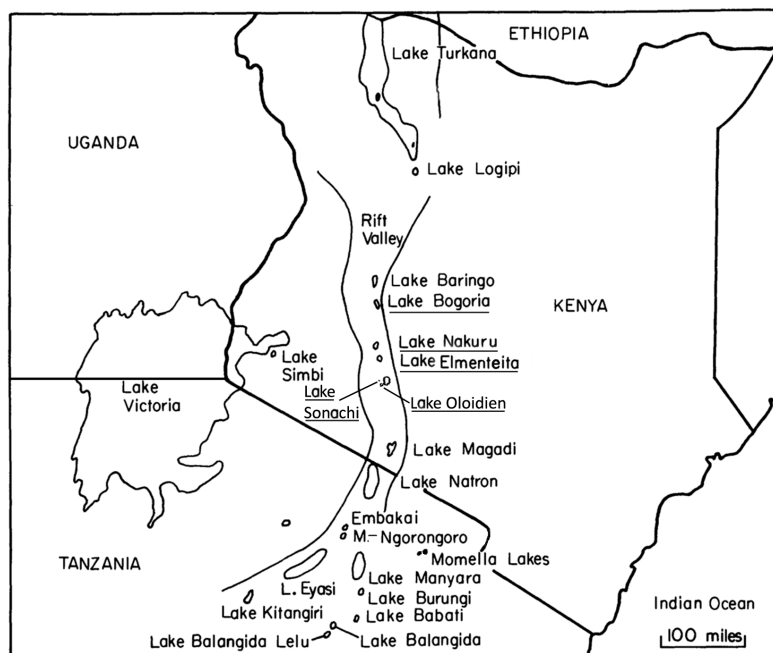 ETHIOPIA
Lake Turkana
UGANDA
Lake Logipi
Rift
Valley
Lake Baringo
Lake Bogoria
KENYA
Lake Nakuru
Lake Elmenteita
Lake
Simbi
Lake
Victoria
Lake
Sonachi
Lake Oloidien
Lake Magadi
Lake Natron
Embakai
M.-Ngorongoro
TANZANIA
Momella Lakes
Lake Manyara
L. Eyasi
Lake Burungi
Lake Kitangiri
Lake Babati
Lake Balangida Lelu
Lake Balangida
Indian Ocean
100 miles